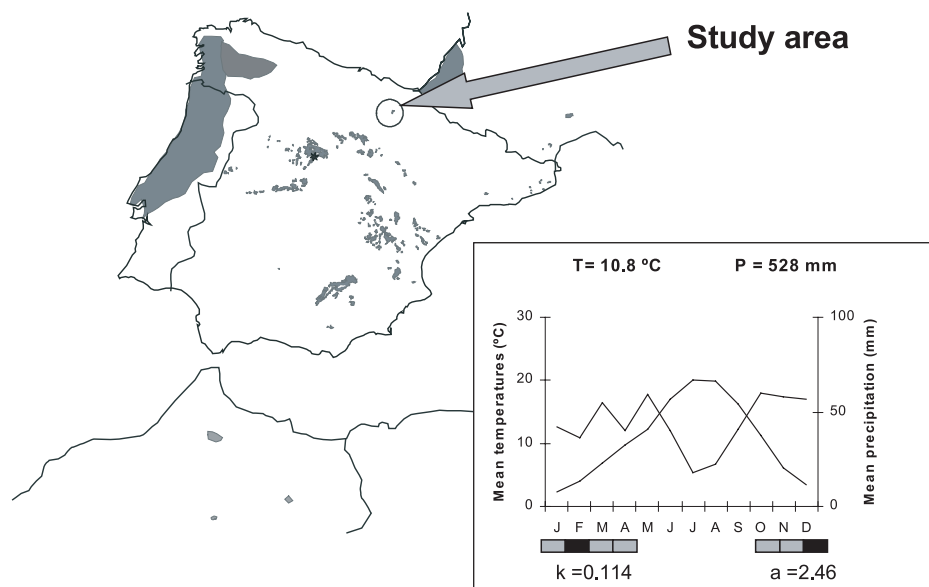 Study area
T= 10.8 ºC P = 528 mm
30 100
Mean temperatures (ºC)
Mean precipitation (mm)
20
50
10
0 0
J F M A M J J A S O N D
k =0.114 a =2.46